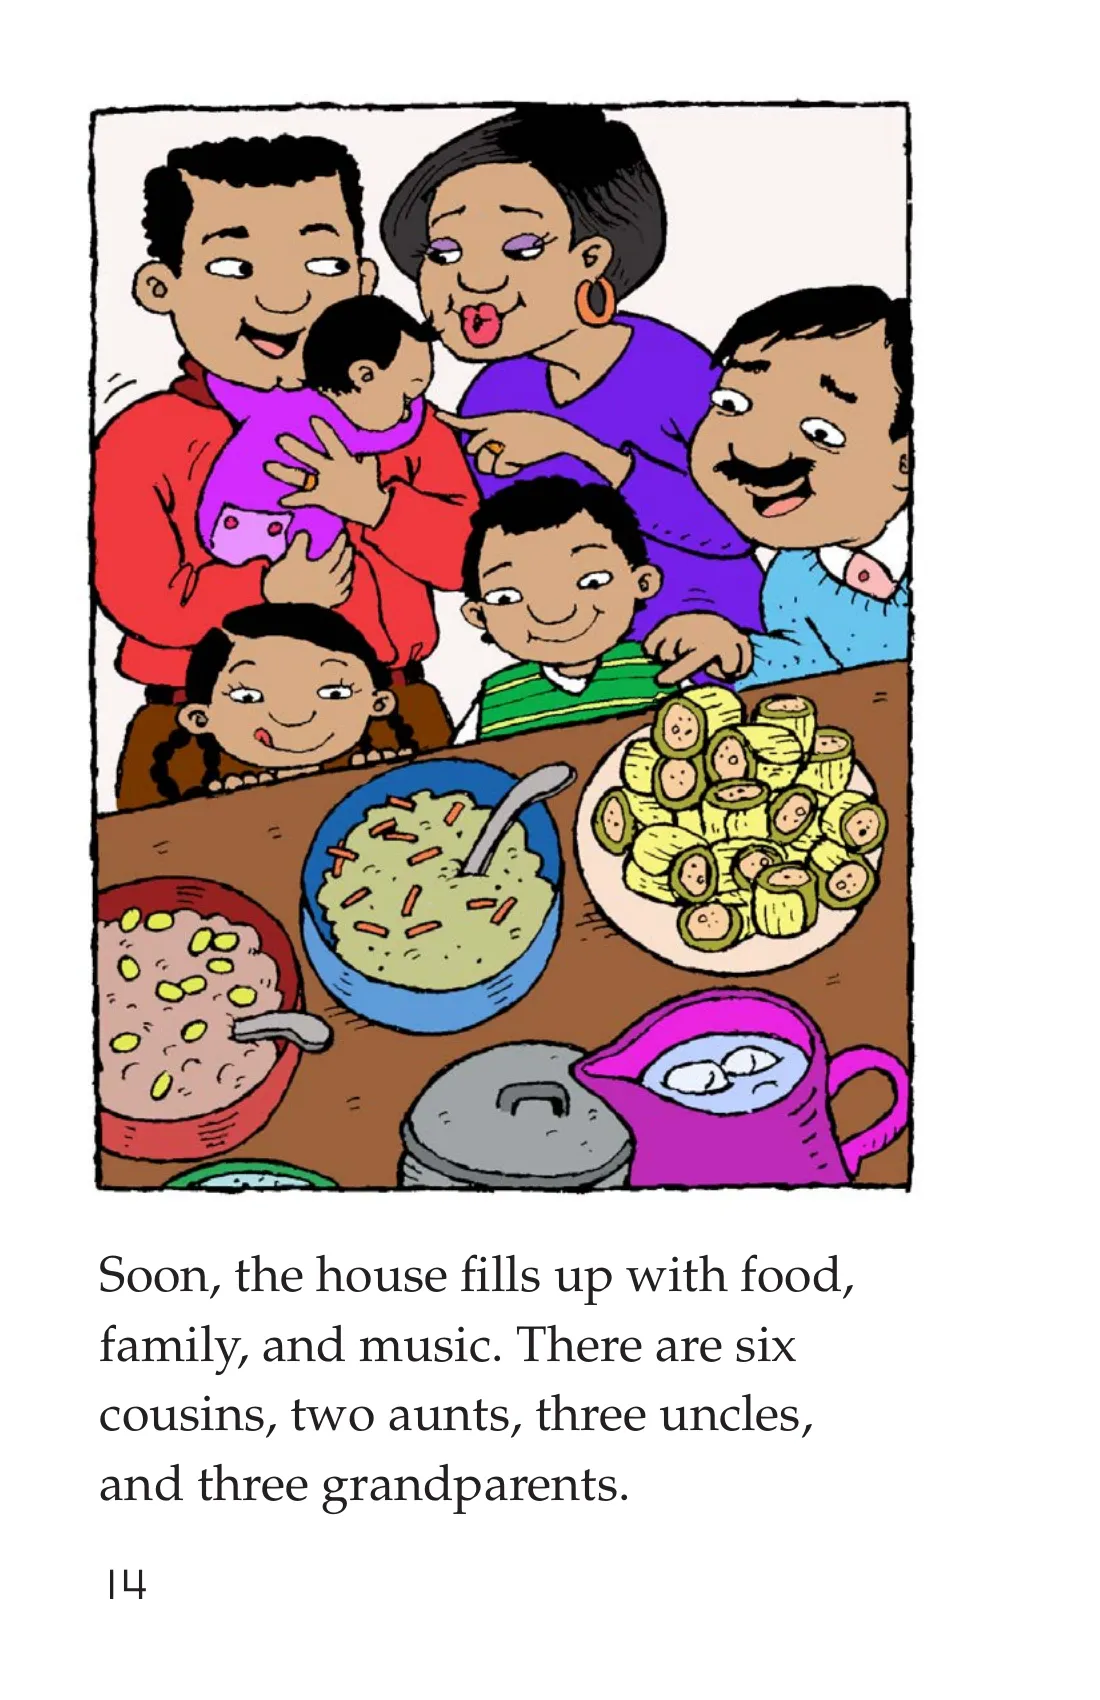 Soon, the house fills up with food,
family, and music. There are six
cousins, two aunts, three uncles,
and three grandparents.
14